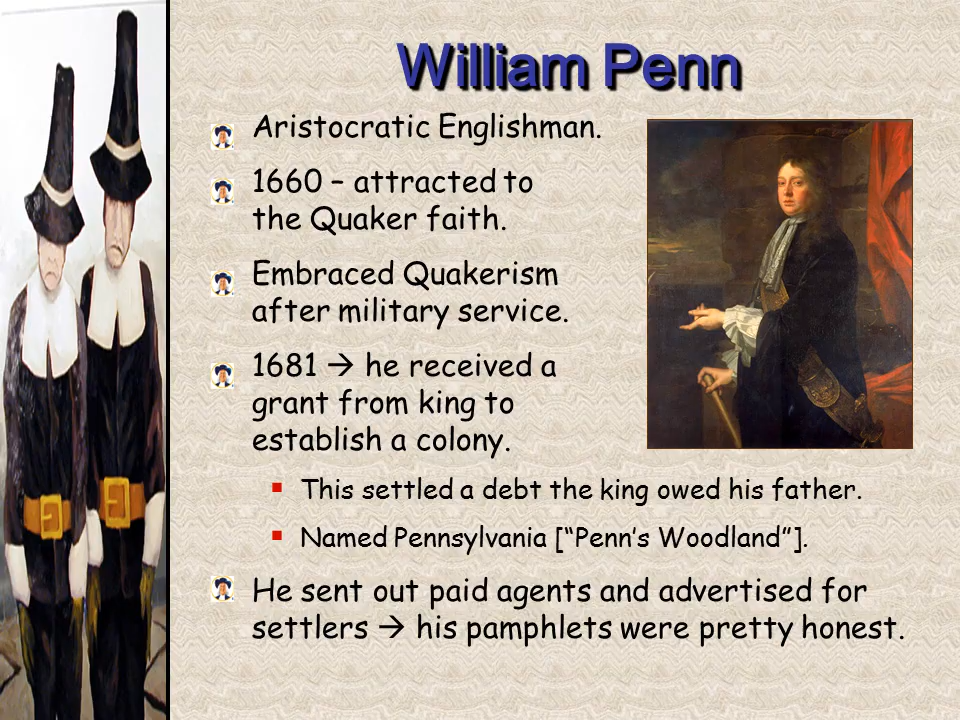 William Penn
Aristocratic Englishman.
1660 – attracted to
the Quaker faith.
Embraced Quakerism
after military service.
1681 → he received a
grant from king to
establish a colony.
This settled a debt the king owed his father.
Named Pennsylvania [“Penn’s Woodland”].
He sent out paid agents and advertised for
settlers → his pamphlets were pretty honest.